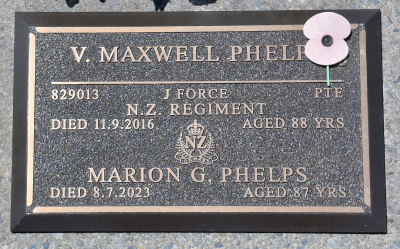 V. MAXWELL PHELPS
829013 J FORCE PTE
N.Z. REGIMENT
DIED 11.9.2016 AGED 88 YRS
NZ
MARION G. PHELPS
DIED 8.7.2023 AGED 87 YRS